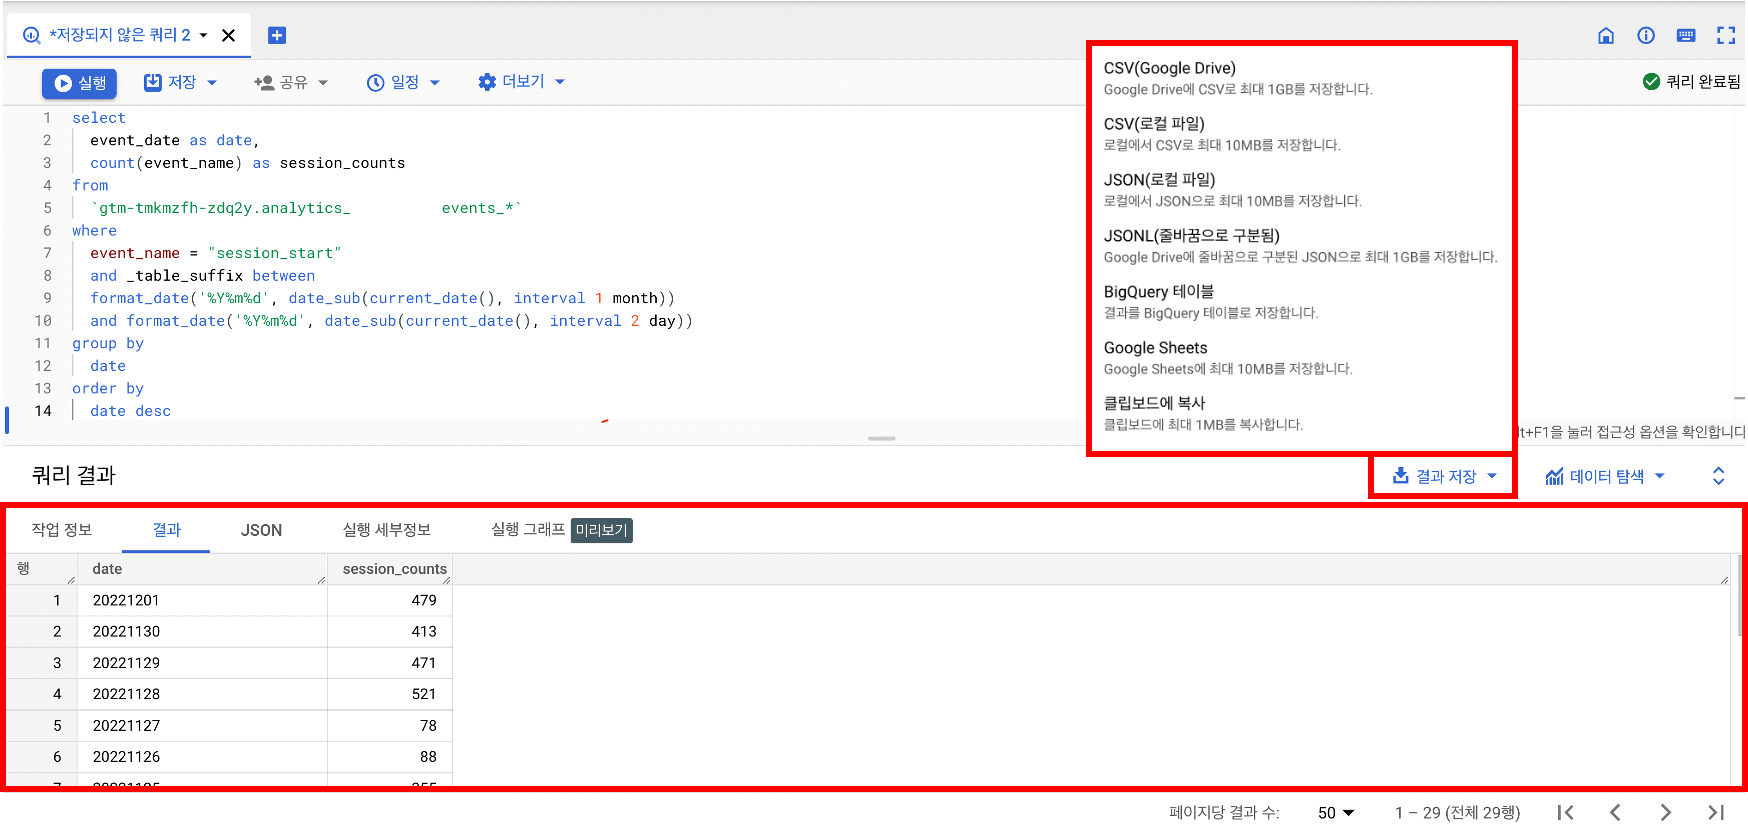 *저장되지 않은 쿼리 2
실행 저장 공유 일정 더보기
쿼리 완료됨
1 select
2 event_date as date,
3 count(event_name) as session_counts
4 from
5 `gtm-tmkmzfh-zdq2y.analytics_ events_*`
6 where
7 event_name = "session_start"
8 and _table_suffix between
9 format_date('%Y%m%d', date_sub(current_date(), interval 1 month))
10 and format_date('%Y%m%d', date_sub(current_date(), interval 2 day))
11 group by
12 date
13 order by
14 date desc
CSV(Google Drive)
Google Drive에 CSV로 최대 1GB를 저장합니다.
CSV(로컬 파일)
로컬에서 CSV로 최대 10MB를 저장합니다.
JSON(로컬 파일)
로컬에서 JSON으로 최대 10MB를 저장합니다.
JSONL(줄바꿈으로 구분됨)
Google Drive에 줄바꿈으로 구분된 JSON으로 최대 1GB를 저장합니다.
BigQuery 테이블
결과를 BigQuery 테이블로 저장합니다.
Google Sheets
Google Sheets에 최대 10MB를 저장합니다.
클립보드에 복사
클립보드에 최대 1MB를 복사합니다.
lt+F1을 눌러 접근성 옵션을 확인합니다
쿼리 결과
결과 저장 데이터 탐색
작업 정보 결과 JSON 실행 세부정보 실행 그래프 미리보기
행 date session_counts
1 20221201 479
2 20221130 413
3 20221129 471
4 20221128 521
5 20221127 78
6 20221126 88
페이지당 결과 수: 50 1 – 29 (전체 29행)